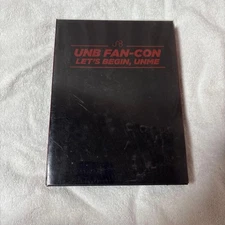 UNB FAN-CON
LET'S BEGIN, UNME